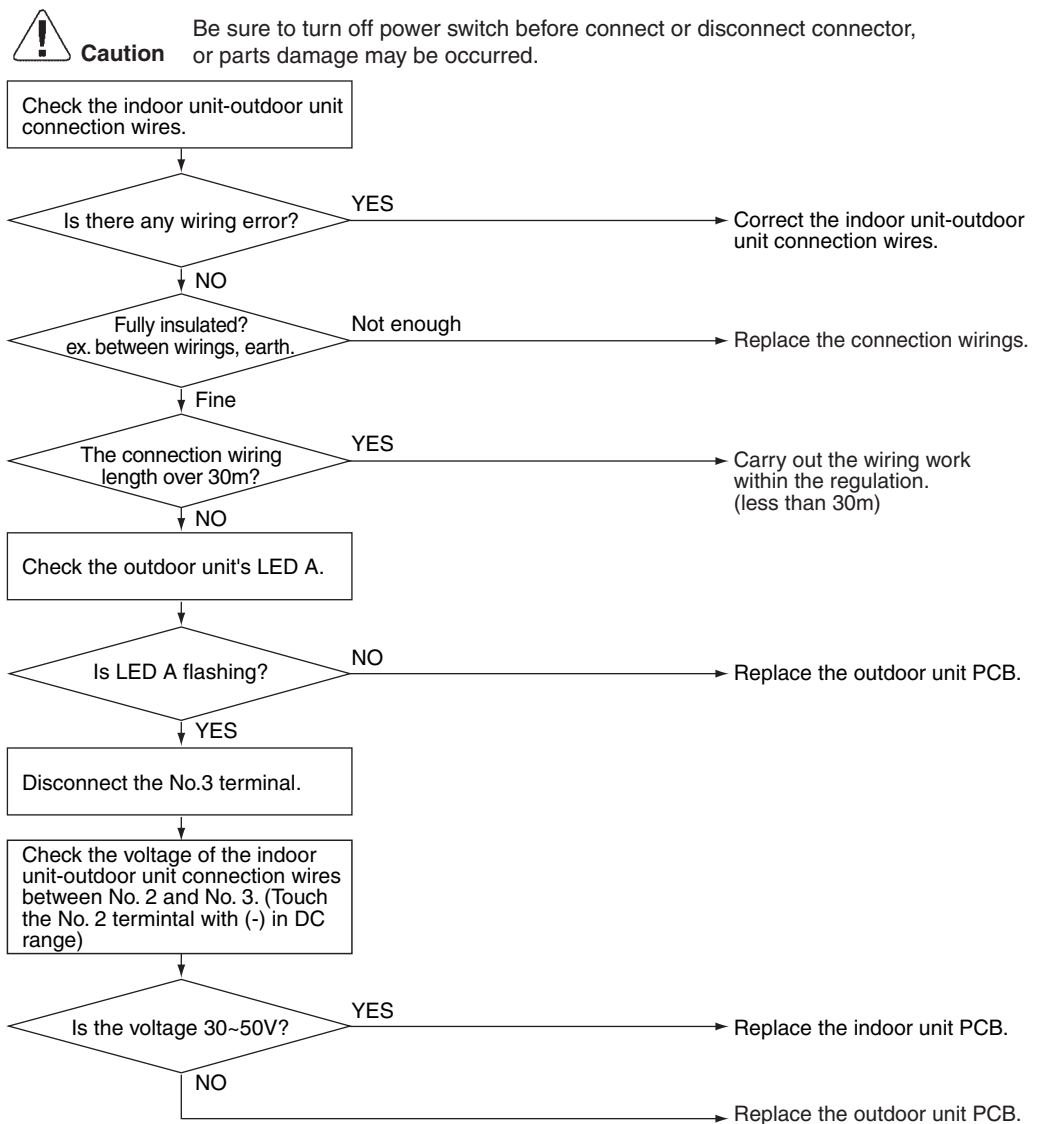 Be sure to turn off power switch before connect or disconnect connector,
Caution or parts damage may be occurred.
Check the indoor unit-outdoor unit
connection wires.
Is there any wiring error?
YES
Correct the indoor unit-outdoor
unit connection wires.
NO
Fully insulated?
ex. between wirings, earth.
Not enough
Replace the connection wirings.
Fine
The connection wiring
length over 30m?
YES
Carry out the wiring work
within the regulation.
(less than 30m)
NO
Check the outdoor unit's LED A.
Is LED A flashing?
NO
Replace the outdoor unit PCB.
YES
Disconnect the No.3 terminal.
Check the voltage of the indoor
unit-outdoor unit connection wires
between No. 2 and No. 3. (Touch
the No. 2 termintal with (-) in DC
range)
Is the voltage 30~50V?
YES
Replace the indoor unit PCB.
NO
Replace the outdoor unit PCB.